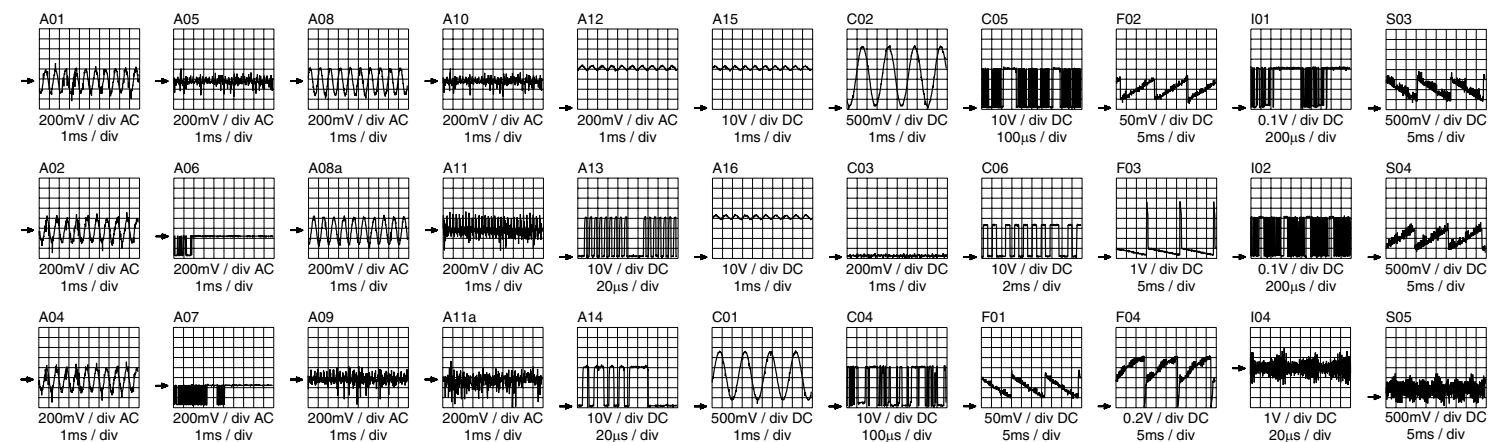 A01 A05 A08 A10 A12 A15 C02 C05 F02 I01 S03
200mV / div AC 200mV / div AC 200mV / div AC 200mV / div AC 200mV / div AC 10V / div DC 500mV / div DC 10V / div DC 50mV / div DC 0.1V / div DC 500mV / div DC
1ms / div 1ms / div 1ms / div 1ms / div 1ms / div 1ms / div 1ms / div 100µs / div 5ms / div 200µs / div 5ms / div
A02 A06 A08a A11 A13 A16 C03 C06 F03 I02 S04
200mV / div AC 200mV / div AC 200mV / div AC 200mV / div AC 10V / div DC 10V / div DC 200mV / div DC 10V / div DC 1V / div DC 0.1V / div DC 500mV / div DC
1ms / div 1ms / div 1ms / div 1ms / div 20µs / div 1ms / div 1ms / div 2ms / div 5ms / div 200µs / div 5ms / div
A04 A07 A09 A11a A14 C01 C04 F01 F04 I04 S05
200mV / div AC 200mV / div AC 200mV / div AC 200mV / div AC 10V / div DC 500mV / div DC 10V / div DC 50mV / div DC 0.2V / div DC 1V / div DC 500mV / div DC
1ms / div 1ms / div 1ms / div 1ms / div 20µs / div 1ms / div 100µs / div 5ms / div 5ms / div 20µs / div 5ms / div